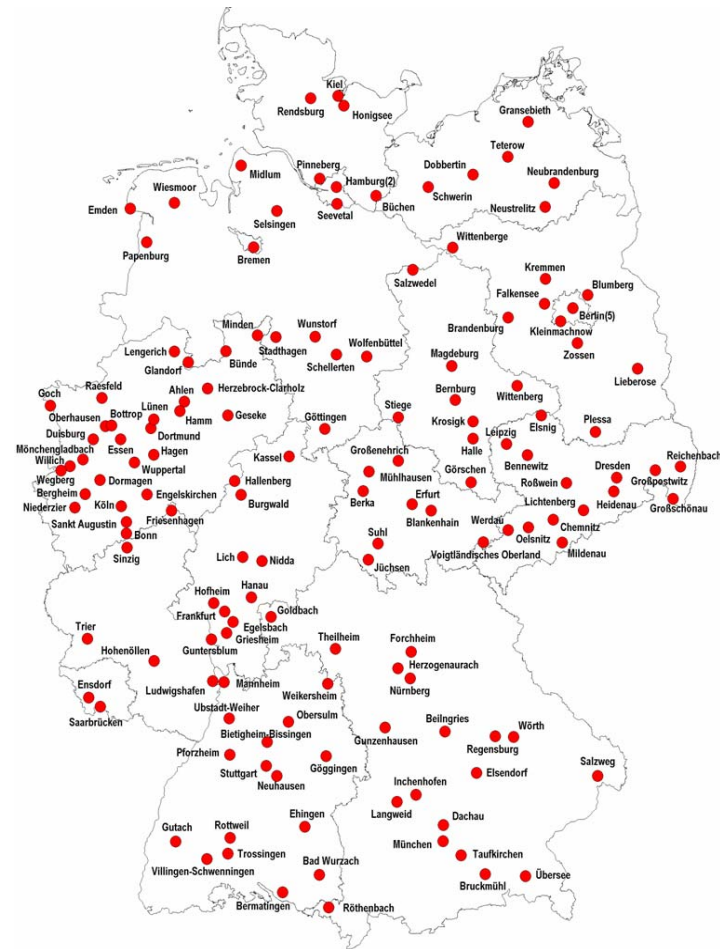 Kiel
Rendsburg
Honigsee
Gransebieth
Teterow
Dobbertin
Neubrandenburg
Schwerin
Neustrelitz
Midlum
Pinneberg
Hamburg(2)
Wiesmoor
Seevetal
Büchen
Emden
Selsingen
Papenburg
Bremen
Wittenberge
Salzwedel
Kremmen
Blumberg
Falkensee
Berlin(5)
Brandenburg
Kleinmachnow
Zossen
Minden
Wunstorf
Stadthagen
Wolfenbüttel
Schellerten
Lengerich
Bünde
Glandorf
Magdeburg
Lieberose
Raesfeld
Ahlen
Herzebrock-Clarholz
Goch
Bernburg
Wittenberg
Oberhausen
Bottrop
Lünen
Hamm
Geseke
Göttingen
Stiege
Krosigk
Elsnig
Plessa
Duisburg
Dortmund
Essen
Halle
Leipzig
Mönchengladbach
Hagen
Kassel
Großenehrich
Bennewitz
Reichenbach
Willich
Wuppertal
Mühlhausen
Görschen
Dresden
Großpostwitz
Wegberg
Dormagen
Hallenberg
Roßwein
Bergheim
Engelskirchen
Burgwald
Berka
Erfurt
Lichtenberg
Heidenau
Großschönau
Niederzier
Köln
Friesenhagen
Blankenhain
Werdau
Chemnitz
Sankt Augustin
Oelsnitz
Bonn
Suhl
Voigtländisches Oberland
Mildenau
Sinzig
Lich
Nidda
Jüchsen
Hanau
Hofheim
Goldbach
Frankfurt
Egelsbach
Griesheim
Trier
Guntersblum
Theilheim
Forchheim
Hohenöllen
Herzogenaurach
Ensdorf
Ludwigshafen
Mannheim
Weikersheim
Nürnberg
Saarbrücken
Ubstadt-Weiher
Obersulm
Beilngries
Wörth
Bietigheim-Bissingen
Gunzenhausen
Regensburg
Pforzheim
Göggingen
Salzweg
Stuttgart
Neuhausen
Elsendorf
Inchenhofen
Langweid
Ehingen
Dachau
Gutach
Rottweil
München
Trossingen
Taufkirchen
Villingen-Schwenningen
Bad Wurzach
Bruckmühl
Übersee
Bermatingen
Röthenbach